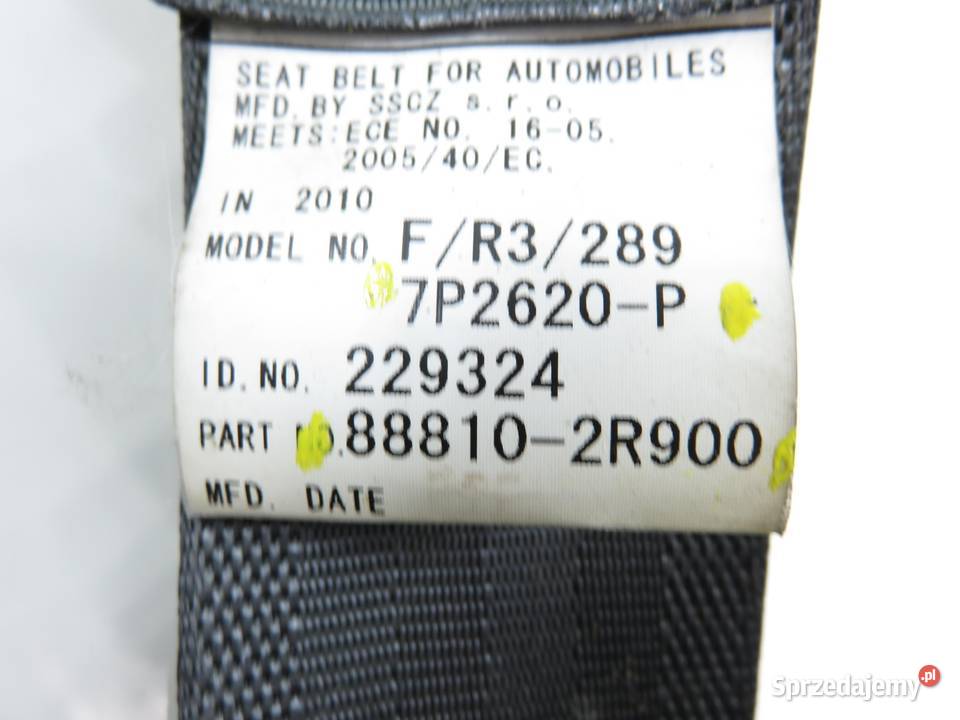 SEAT BELT FOR AUTOMOBILES
MFD. BY SSCZ s.r.o.
MEETS:ECE NO. 16-05.
2005/40/EC.
IN 2010
MODEL NO. F/R3/289
7P2620-P
ID.NO. 229324
PART NO. 88810-2R900
MFD. DATE
Sprzedajemy.pl